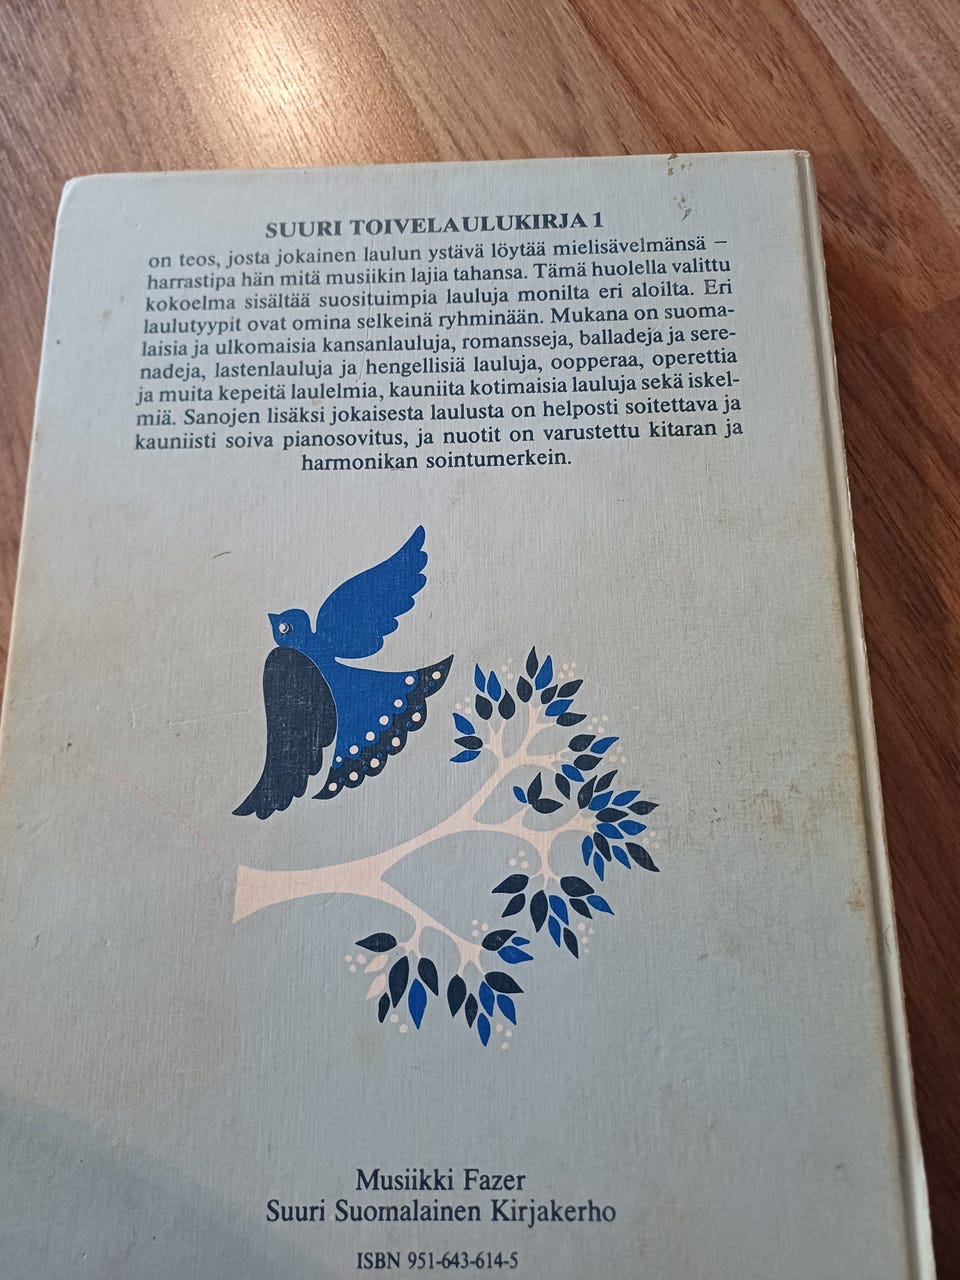 SUURI TOIVELAULUKIRJA 1
on teos, josta jokainen laulun ystävä löytää mielisävelmänsä –
harrastipa hän mitä musiikin lajia tahansa. Tämä huolella valittu
kokoelma sisältää suosituimpia lauluja monilta eri aloilta. Eri
laulutyypit ovat omina selkeinä ryhminään. Mukana on suoma-
laisia ja ulkomaisia kansanlauluja, romansseja, balladeja ja sere-
nadeja, lastenlauluja ja hengellisiä lauluja, oopperaa, operettia
ja muita kepeitä laulelmia, kauniita kotimaisia lauluja sekä iskel-
miä. Sanojen lisäksi jokaisesta laulusta on helposti soitettava ja
kauniisti soiva pianosovitus, ja nuotit on varustettu kitaran ja
harmonikan sointumerkein.
Musiikki Fazer
Suuri Suomalainen Kirjakerho
ISBN 951-643-614-5